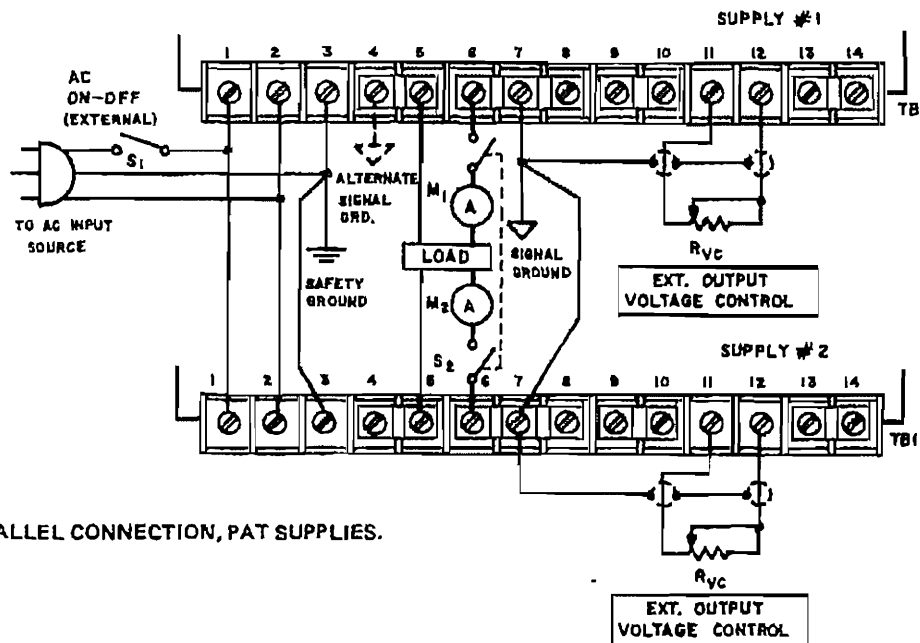 SUPPLY #1
1 2 3 4 5 6 7 8 9 10 11 12 13 14
TB
AC
ON-OFF
(EXTERNAL)
S1
TO AC INPUT
SOURCE
ALTERNATE
SIGNAL
GRD.
M1
A
LOAD
SIGNAL
GROUND
SAFETY
GROUND
M2
A
S2
RVC
EXT. OUTPUT
VOLTAGE CONTROL
SUPPLY #2
1 2 3 4 5 6 7 8 9 10 11 12 13 14
TB1
ALLEL CONNECTION, PAT SUPPLIES.
RVC
EXT. OUTPUT
VOLTAGE CONTROL